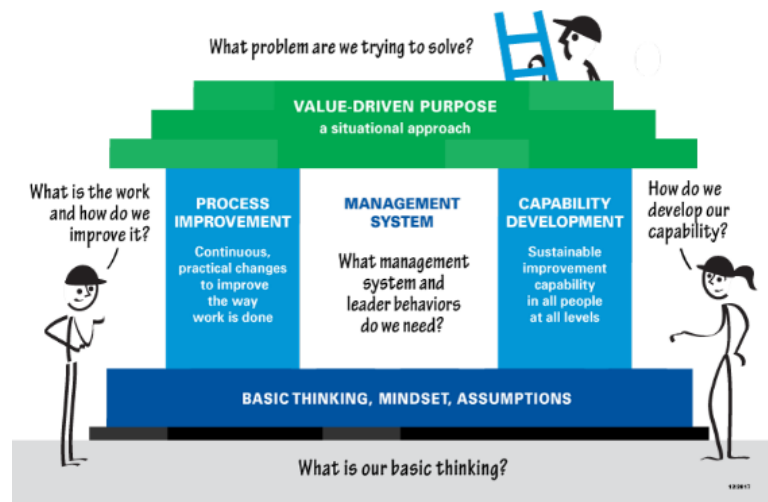 What problem are we trying to solve?
VALUE-DRIVEN PURPOSE
a situational approach
What is the work
and how do we
improve it?
PROCESS
IMPROVEMENT
Continuous,
practical changes
to improve
the way
work is done
MANAGEMENT
SYSTEM
What management
system and
leader behaviors
do we need?
CAPABILITY
DEVELOPMENT
Sustainable
improvement
capability
in all people
at all levels
How do we
develop our
capability?
BASIC THINKING, MINDSET, ASSUMPTIONS
What is our basic thinking?